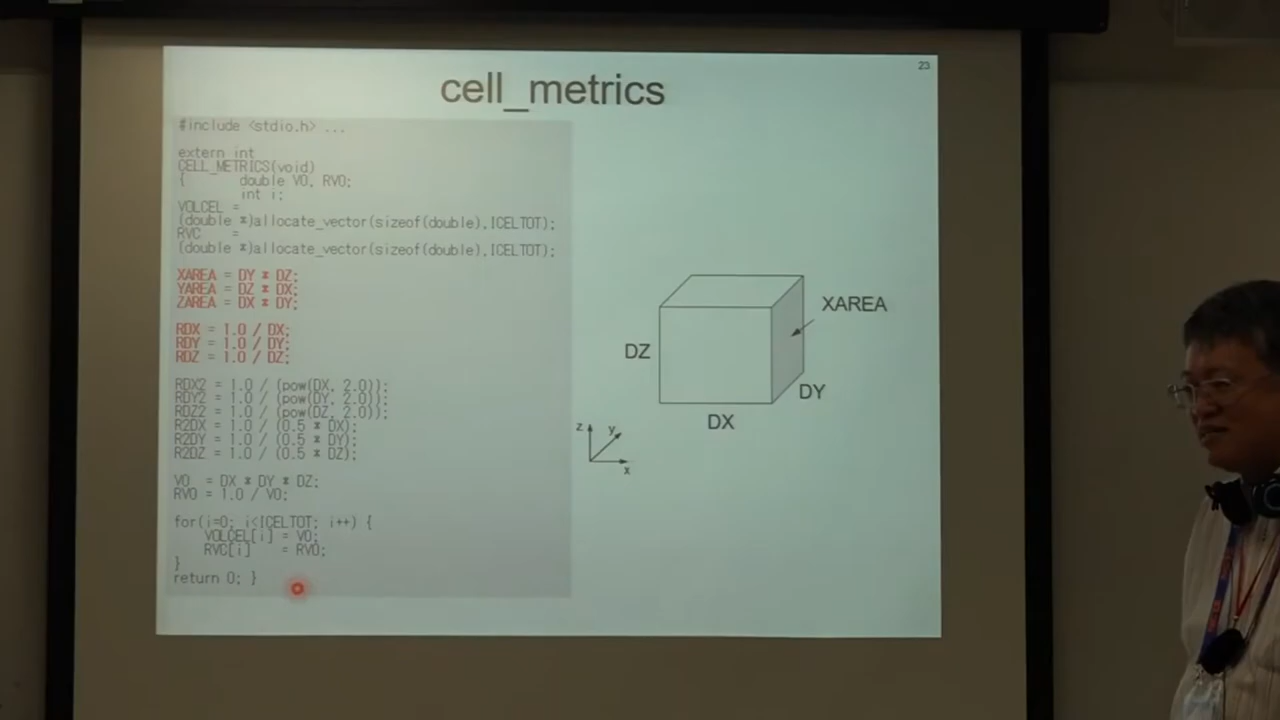 23
cell_metrics
#include <stdio.h> ...
extern int
CELL_METRICS(void)
{ double V0, RV0;
int i;
VOLCEL =
(double *)allocate_vector(sizeof(double),ICELTOT);
RVC =
(double *)allocate_vector(sizeof(double),ICELTOT);
XAREA = DY * DZ;
YAREA = DZ * DX;
ZAREA = DX * DY;
RDX = 1.0 / DX;
RDY = 1.0 / DY;
RDZ = 1.0 / DZ;
RDX2 = 1.0 / (pow(DX, 2.0));
RDY2 = 1.0 / (pow(DY, 2.0));
RDZ2 = 1.0 / (pow(DZ, 2.0));
R2DX = 1.0 / (0.5 * DX);
R2DY = 1.0 / (0.5 * DY);
R2DZ = 1.0 / (0.5 * DZ);
V0 = DX * DY * DZ;
RV0 = 1.0 / V0;
for(i=0; i<ICELTOT; i++) {
VOLCEL[i] = V0;
RVC[i] = RV0;
}
return 0; }
XAREA
DZ
DY
DX
z
y
x